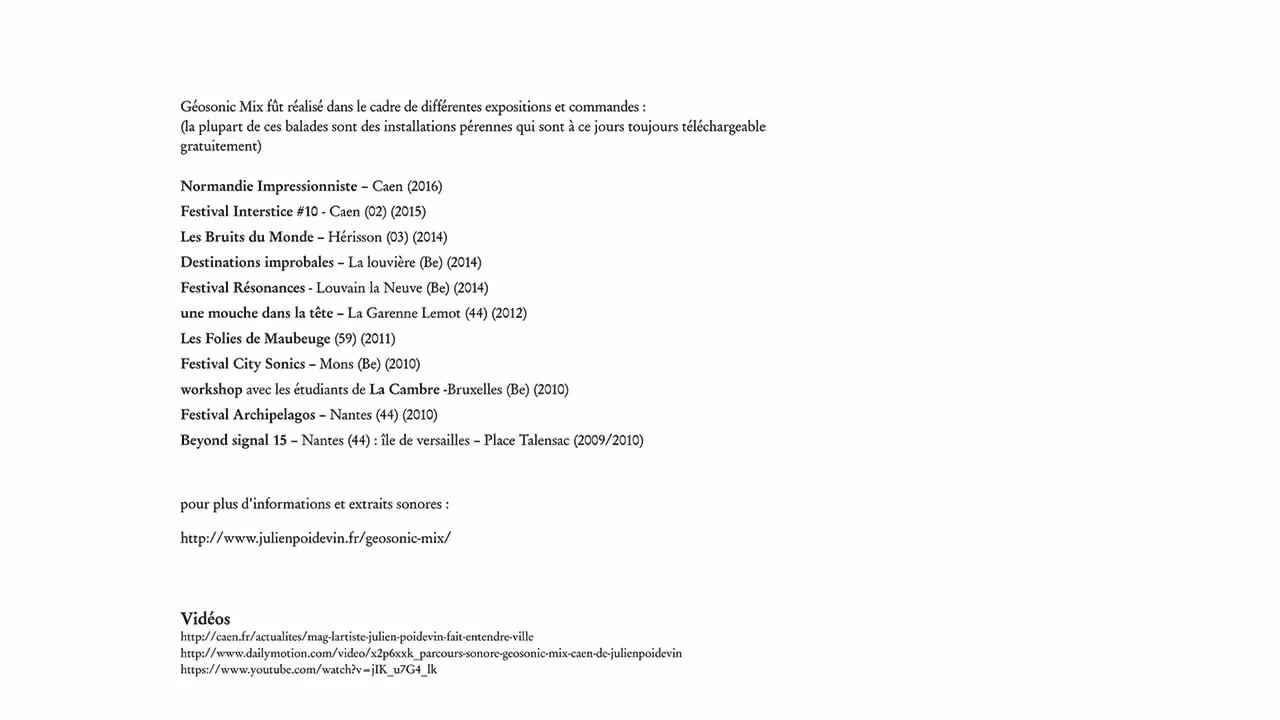 Géosonic Mix fût réalisé dans le cadre de différentes expositions et commandes :
(la plupart de ces balades sont des installations pérennes qui sont à ce jours toujours téléchargeable
gratuitement)
Normandie Impressionniste – Caen (2016)
Festival Interstice #10 - Caen (02) (2015)
Les Bruits du Monde – Hérisson (03) (2014)
Destinations improbales – La louvière (Be) (2014)
Festival Résonances - Louvain la Neuve (Be) (2014)
une mouche dans la tête – La Garenne Lemot (44) (2012)
Les Folies de Maubeuge (59) (2011)
Festival City Sonics – Mons (Be) (2010)
workshop avec les étudiants de La Cambre -Bruxelles (Be) (2010)
Festival Archipelagos – Nantes (44) (2010)
Beyond signal 15 – Nantes (44) : île de versailles – Place Talensac (2009/2010)
pour plus d'informations et extraits sonores :
http://www.julienpoidevin.fr/geosonic-mix/
Vidéos
http://caen.fr/actualites/mag-lartiste-julien-poidevin-fait-entendre-ville
http://www.dailymotion.com/video/x2p6xxk_parcours-sonore-geosonic-mix-caen-de-julienpoidevin
https://www.youtube.com/watch?v=jIK_u7G4_lk